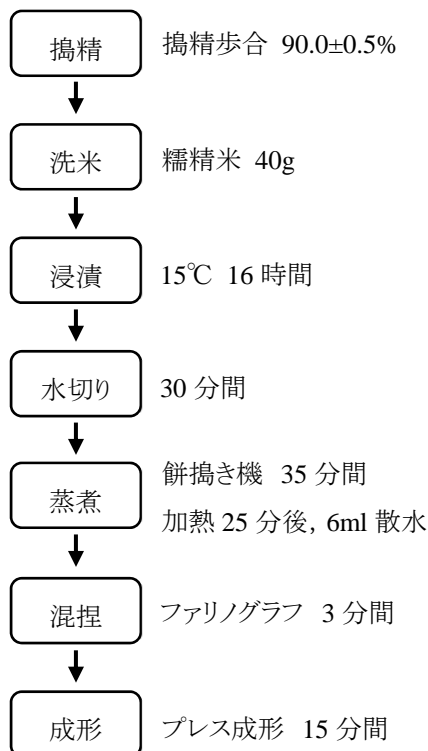 搗精 搗精歩合 90.0±0.5%
洗米 糯精米 40g
浸漬 15℃ 16 時間
水切り 30 分間
蒸煮 餅搗き機 35 分間
加熱 25 分後, 6ml 散水
混捏 ファリノグラフ 3 分間
成形 プレス成形 15 分間